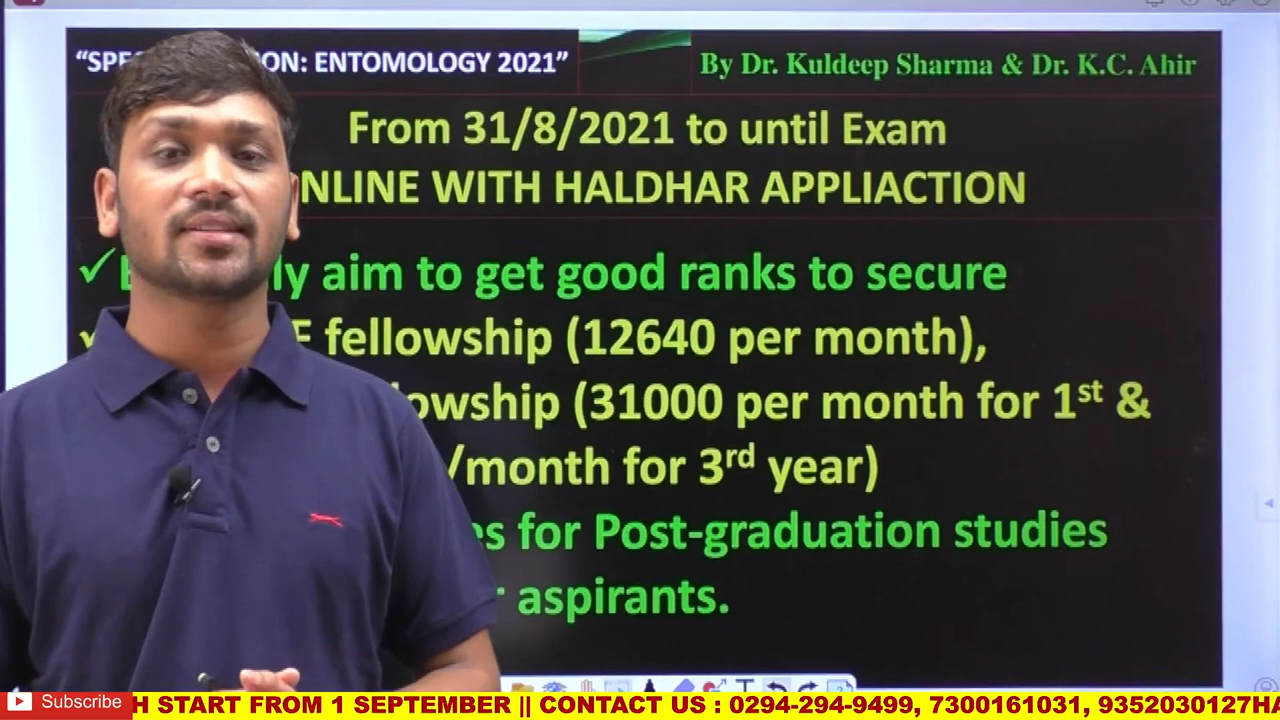 “SPE ON: ENTOMOLOGY 2021”
By Dr. Kuldeep Sharma & Dr. K.C. Ahir
From 31/8/2021 to until Exam
NLINE WITH HALDHAR APPLIACTION
ly aim to get good ranks to secure
fellowship (12640 per month),
owship (31000 per month for 1st &
/month for 3rd year)
es for Post-graduation studies
aspirants.
Subscribe
H START FROM 1 SEPTEMBER || CONTACT US : 0294-294-9499, 7300161031, 9352030127HA